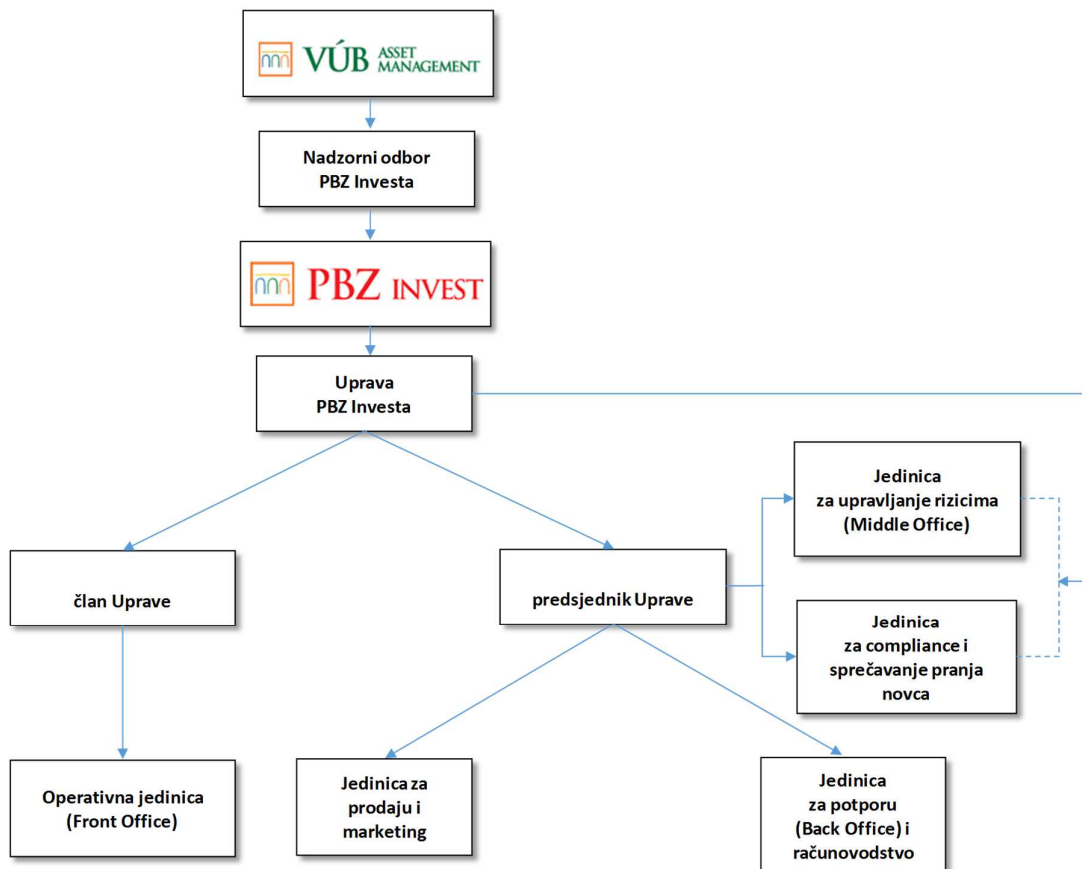 VÚB ASSET
MANAGEMENT
Nadzorni odbor
PBZ Investa
PBZ INVEST
Uprava
PBZ Investa
Jedinica
za upravljanje rizicima
(Middle Office)
član Uprave
predsjednik Uprave
Jedinica
za compliance i
sprečavanje pranja
novca
Operativna jedinica
(Front Office)
Jedinica za
prodaju i
marketing
Jedinica
za potporu
(Back Office) i
računovodstvo